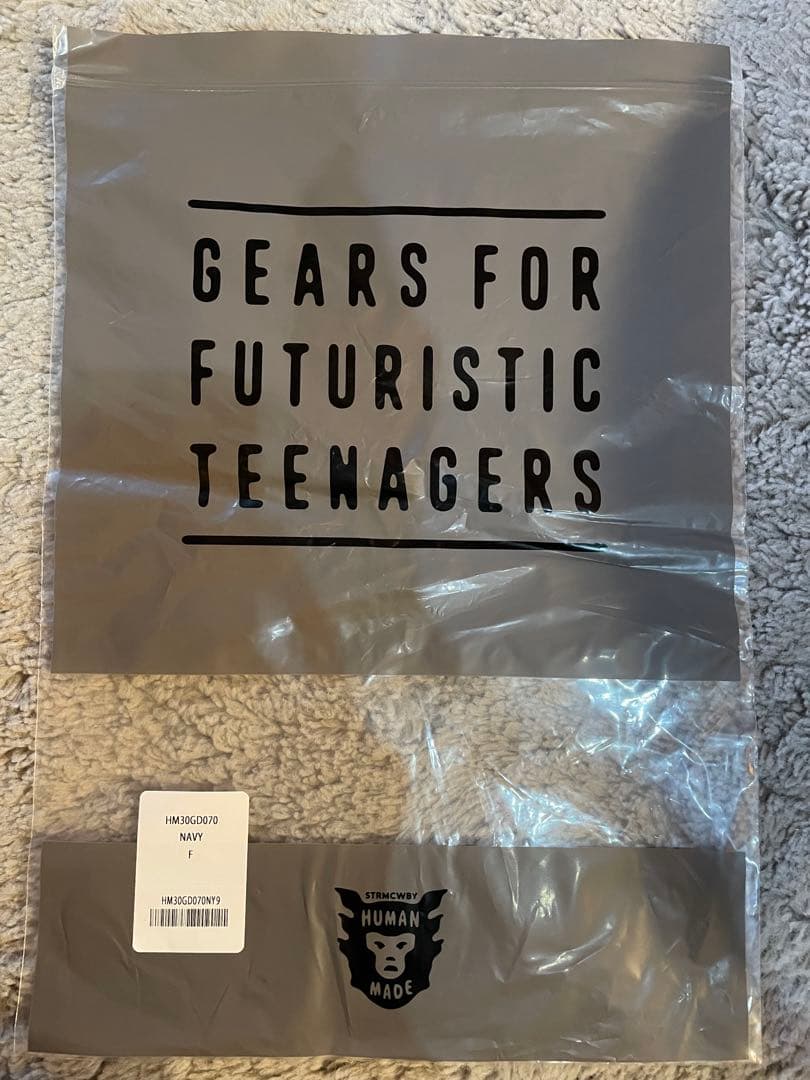 GEARS FOR
FUTURISTIC
TEENAGERS
HM30GD070
NAVY
F
HM30GD070NY9
STRMCWBY
HUMAN
MADE